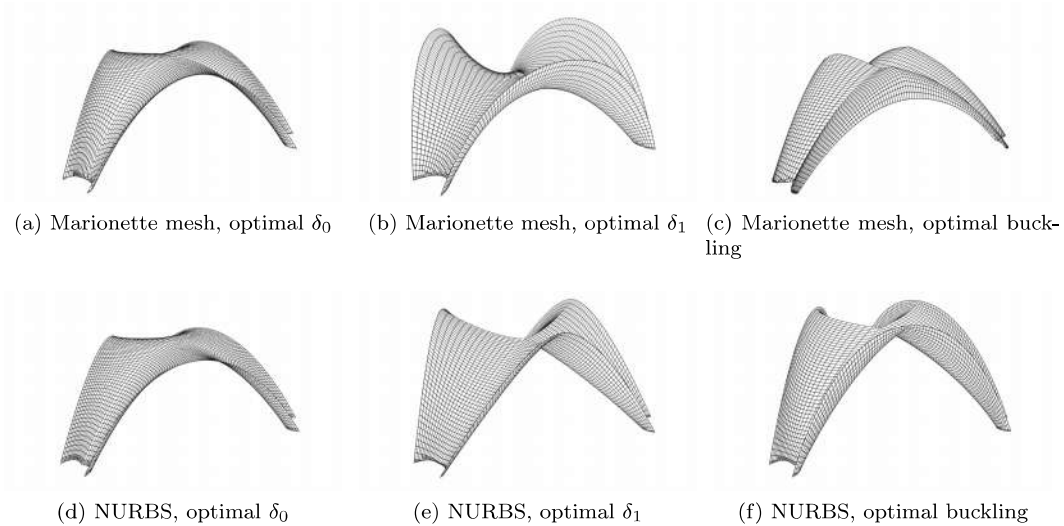 (a) Marionette mesh, optimal δ₀
(b) Marionette mesh, optimal δ₁
(c) Marionette mesh, optimal buck-
ling
(d) NURBS, optimal δ₀
(e) NURBS, optimal δ₁
(f) NURBS, optimal buckling